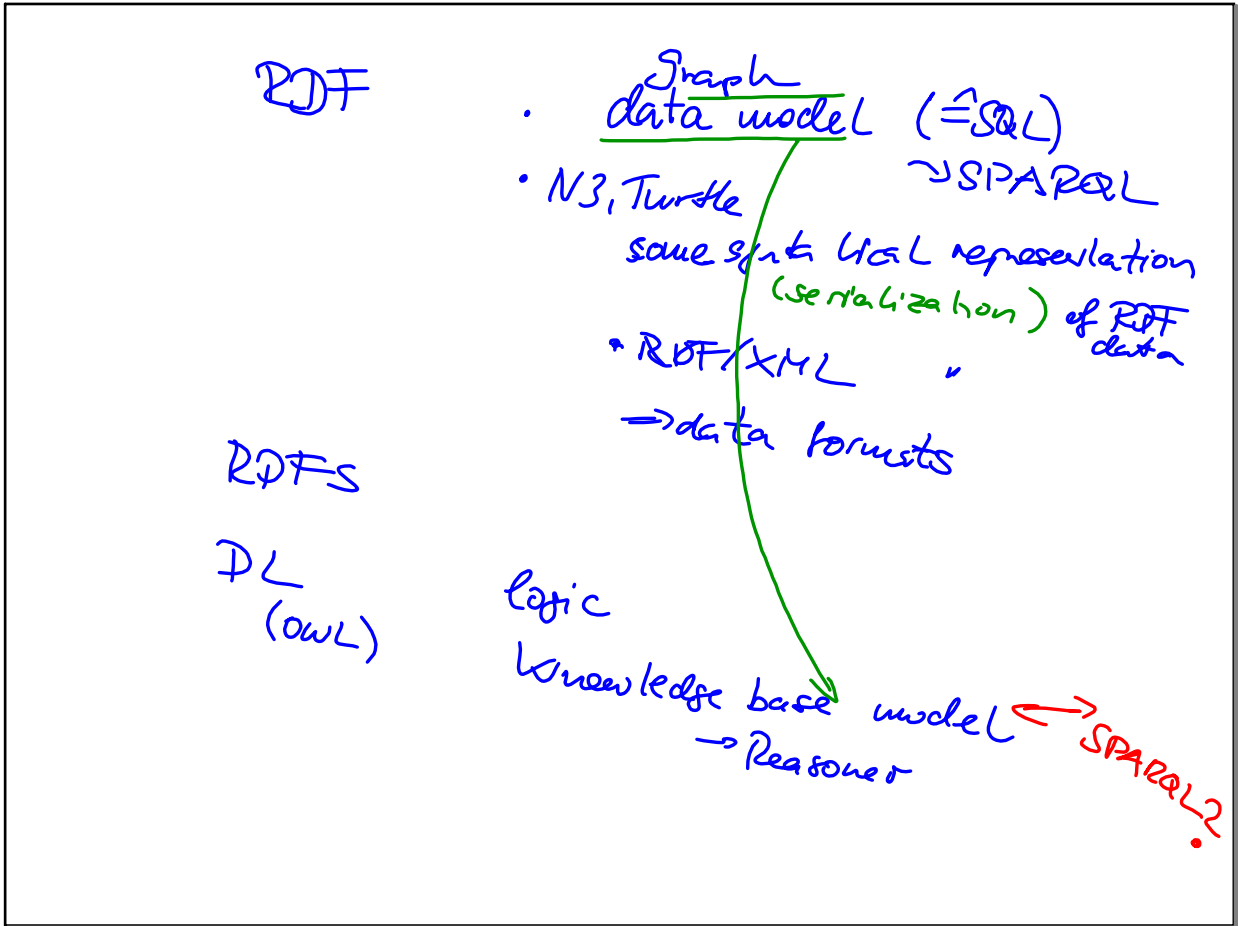 RDF
Graph
• data model (≙SQL)
→SPARQL
• N3, Turtle
some syntactical representation
(serialization) of RDF
data
• RDF/XML "
⇒data formats
RDFS
DL
(OWL)
logic
Knowledge base model ⟺ SPARQL?
→ Reasoner